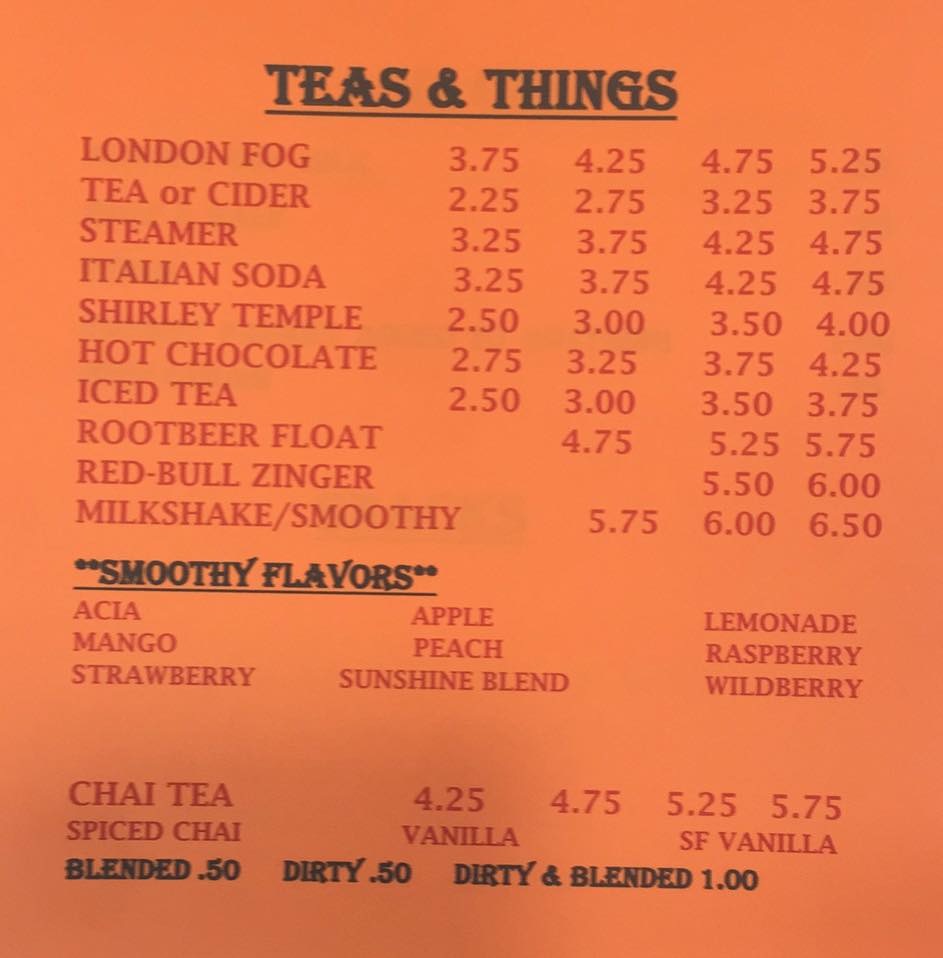 TEAS & THINGS
LONDON FOG 3.75 4.25 4.75 5.25
TEA or CIDER 2.25 2.75 3.25 3.75
STEAMER 3.25 3.75 4.25 4.75
ITALIAN SODA 3.25 3.75 4.25 4.75
SHIRLEY TEMPLE 2.50 3.00 3.50 4.00
HOT CHOCOLATE 2.75 3.25 3.75 4.25
ICED TEA 2.50 3.00 3.50 3.75
ROOTBEER FLOAT 4.75 5.25 5.75
RED-BULL ZINGER 5.50 6.00
MILKSHAKE/SMOOTHY 5.75 6.00 6.50
**SMOOTHY FLAVORS**
ACIA APPLE LEMONADE
MANGO PEACH RASPBERRY
STRAWBERRY SUNSHINE BLEND WILDBERRY
CHAI TEA 4.25 4.75 5.25 5.75
SPICED CHAI VANILLA SF VANILLA
BLENDED .50 DIRTY .50 DIRTY & BLENDED 1.00